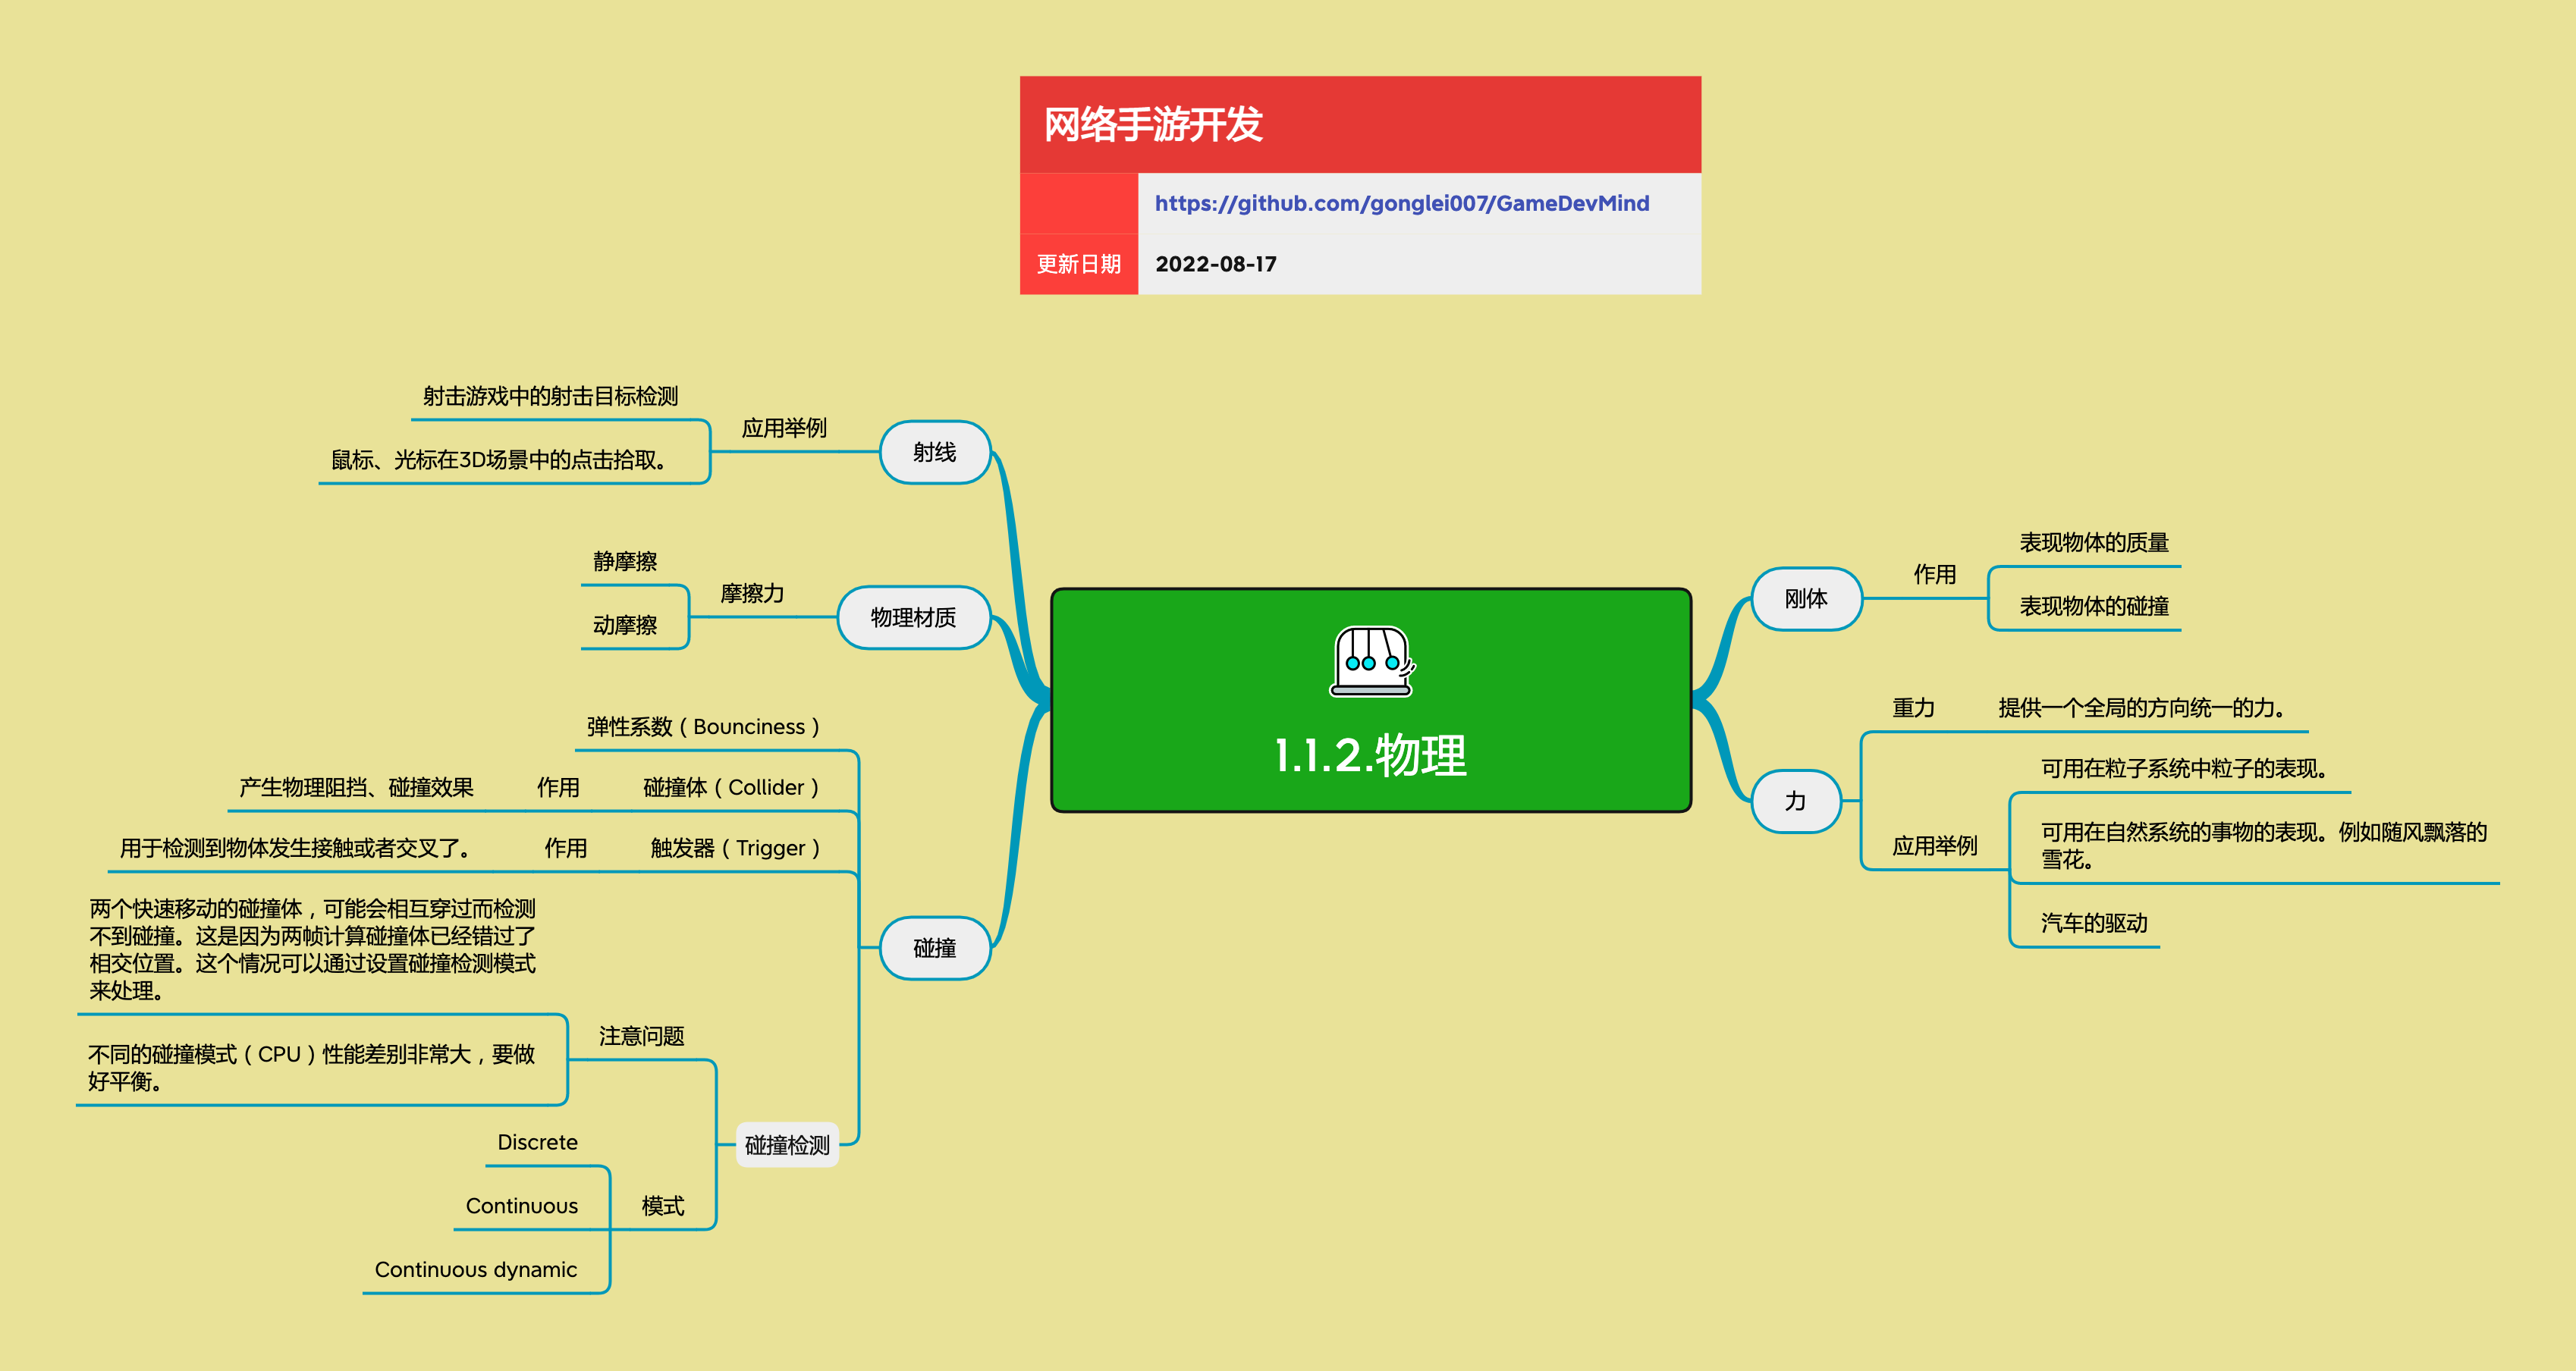 网络手游开发
https://github.com/gonglei007/GameDevMind
更新日期
2022-08-17
1.1.2.物理
刚体
作用
表现物体的质量
表现物体的碰撞
力
重力
提供一个全局的方向统一的力。
应用举例
可用在粒子系统中粒子的表现。
可用在自然系统的事物的表现。例如随风飘落的
雪花。
汽车的驱动
射线
应用举例
射击游戏中的射击目标检测
鼠标、光标在3D场景中的点击拾取。
物理材质
摩擦力
静摩擦
动摩擦
碰撞
弹性系数（Bounciness）
碰撞体（Collider）
作用
产生物理阻挡、碰撞效果
触发器（Trigger）
作用
用于检测到物体发生接触或者交叉了。
碰撞检测
注意问题
两个快速移动的碰撞体，可能会相互穿过而检测
不到碰撞。这是因为两帧计算碰撞体已经错过了
相交位置。这个情况可以通过设置碰撞检测模式
来处理。
不同的碰撞模式（CPU）性能差别非常大，要做
好平衡。
模式
Discrete
Continuous
Continuous dynamic